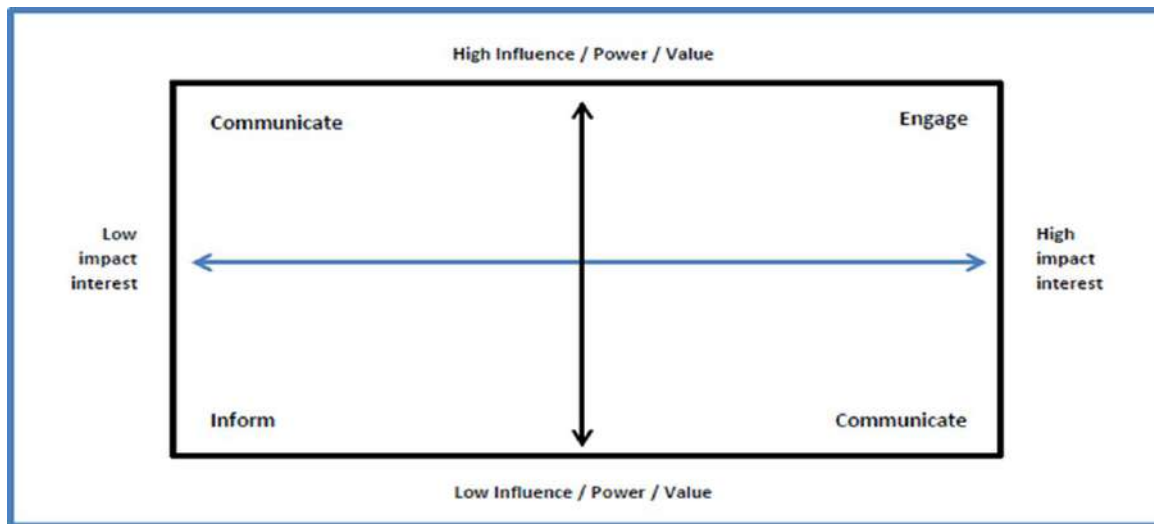 High Influence / Power / Value
Communicate
Engage
Low
impact
interest
High
impact
interest
Inform
Communicate
Low Influence / Power / Value